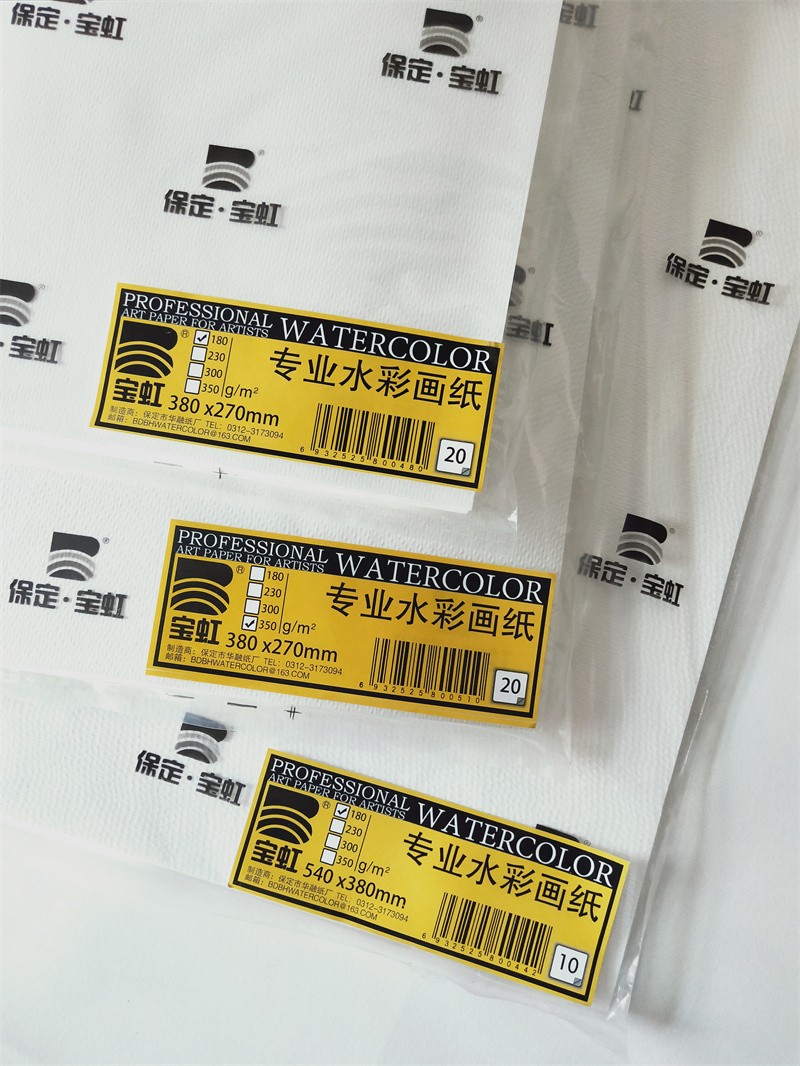 保定·宝虹
保定·宝虹
®
保定·宝虹
®
保定·宝虹
®
宝虹
®
·宝虹
PROFESSIONAL WATERCOLOR
ART PAPER FOR ARTISTS
®
180
230
300
350 g/m²
专业水彩画纸
宝虹 380 x270mm
制造商：保定市华融纸厂 TEL: 0312-3173094
邮箱：BDBHWATERCOLOR@163.COM
6 932525 800480
20
保定·宝虹
®
保定·宝虹
®
PROFESSIONAL WATERCOLOR
ART PAPER FOR ARTISTS
®
180
230
300
350 g/m²
专业水彩画纸
宝虹 380 x270mm
制造商：保定市华融纸厂 TEL: 0312-3173094
邮箱：BDBHWATERCOLOR@163.COM
6 932525 800510
20
保定·宝虹
PROFESSIONAL WATERCOLOR
ART PAPER FOR ARTISTS
®
180
230
300
350 g/m²
专业水彩画纸
宝虹 540 x380mm
制造商：保定市华融纸厂 TEL: 0312-3173094
邮箱：BDBHWATERCOLOR@163.COM
6 932525 800442
10